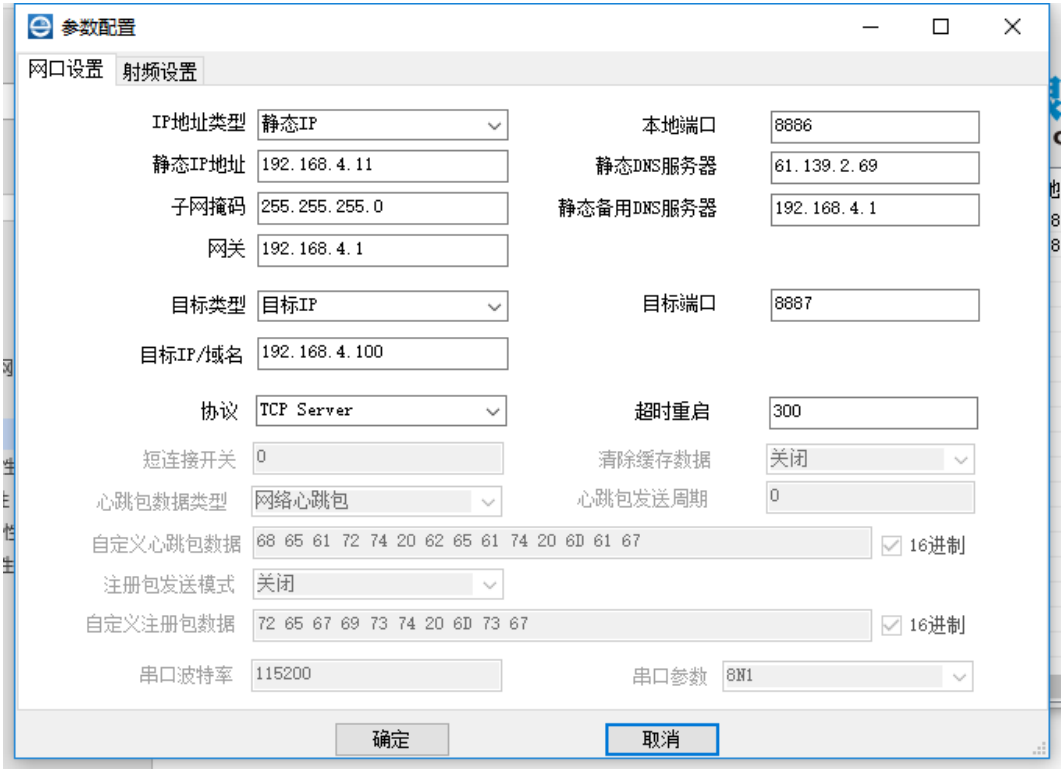 参数配置
网口设置 射频设置
IP地址类型 静态IP 本地端口 8886
静态IP地址 192.168.4.11 静态DNS服务器 61.139.2.69
子网掩码 255.255.255.0 静态备用DNS服务器 192.168.4.1
网关 192.168.4.1
目标类型 目标IP 目标端口 8887
目标IP/域名 192.168.4.100
协议 TCP Server 超时重启 300
短连接开关 0 清除缓存数据 关闭
心跳包数据类型 网络心跳包 心跳包发送周期 0
自定义心跳包数据 68 65 61 72 74 20 62 65 61 74 20 6D 61 67 16进制
注册包发送模式 关闭
自定义注册包数据 72 65 67 69 73 74 20 6D 73 67 16进制
串口波特率 115200 串口参数 8N1
确定 取消